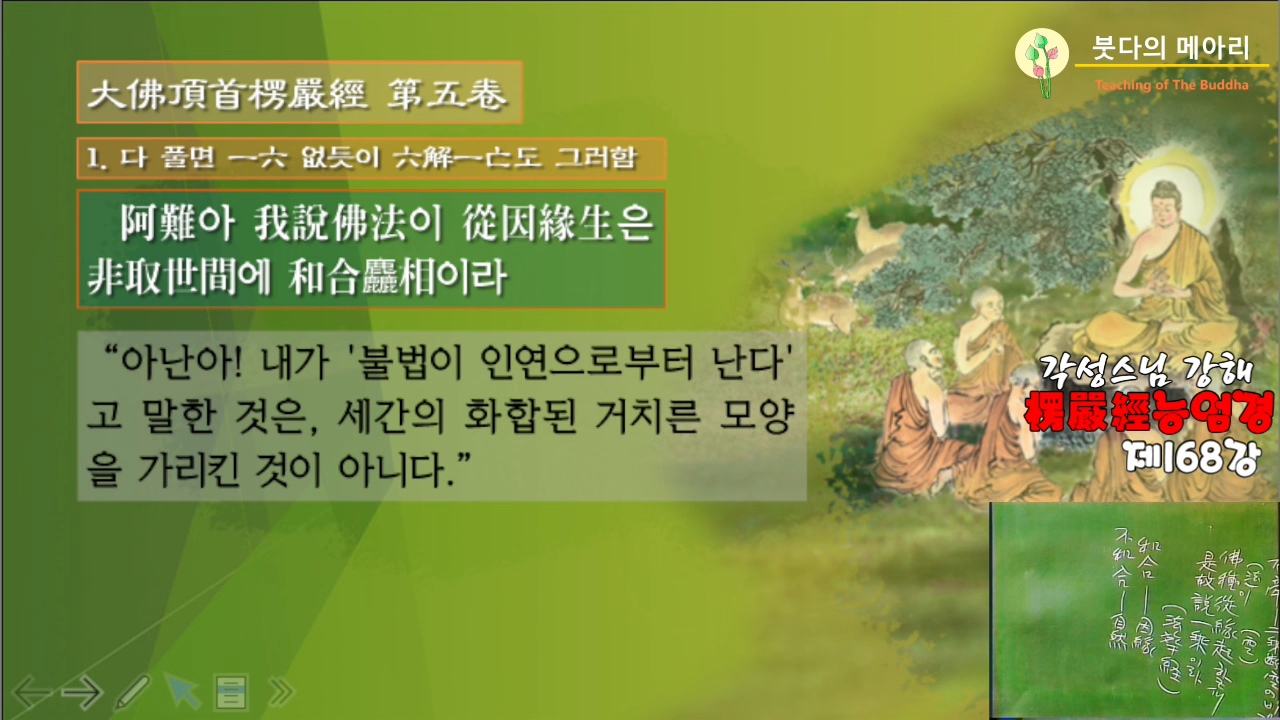 붓다의 메아리
Teaching of The Buddha
大佛頂首楞嚴經 第五卷
1. 다 풀면 一六 없듯이 六解一亡도 그러함
阿難아 我說佛法이 從因緣生은
非取世間에 和合麤相이라
“아난아! 내가 '불법이 인연으로부터 난다'
고 말한 것은, 세간의 화합된 거치른 모양
을 가리킨 것이 아니다.”
각성스님 강해
楞嚴經능엄경
제168강
佛種從緣起
是故說一乘
(法華經)
和合—因緣
不和合—自然